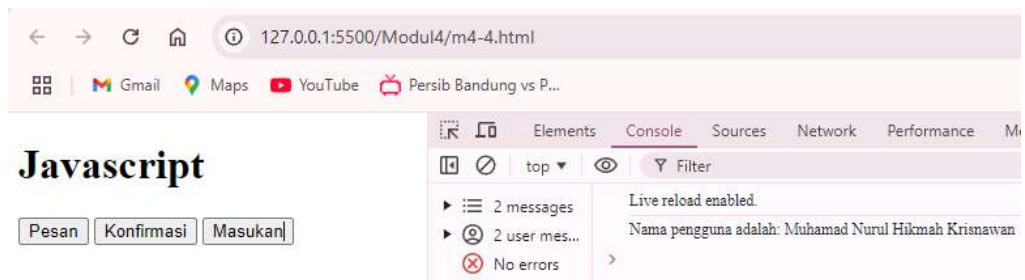 127.0.0.1:5500/Modul4/m4-4.html
Gmail Maps YouTube Persib Bandung vs P...
Elements Console Sources Network Performance
top Filter
Javascript
Pesan Konfirmasi Masukan
2 messages
2 user mes...
No errors
Live reload enabled.
Nama pengguna adalah: Muhamad Nurul Hikmah Krisnawan